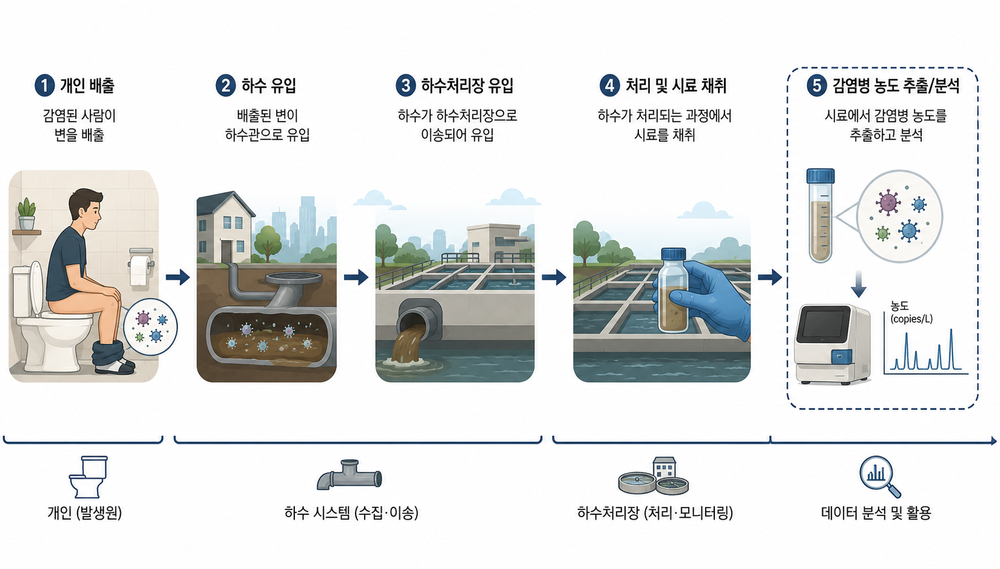 1 개인 배출
감염된 사람이
변을 배출
2 하수 유입
배출된 변이
하수관으로 유입
3 하수처리장 유입
하수가 하수처리장으로
이송되어 유입
4 처리 및 시료 채취
하수가 처리되는 과정에서
시료를 채취
5 감염병 농도 추출/분석
시료에서 감염병 농도를
추출하고 분석
농도
(copies/L)
개인 (발생원)
하수 시스템 (수집·이송)
하수처리장 (처리·모니터링)
데이터 분석 및 활용